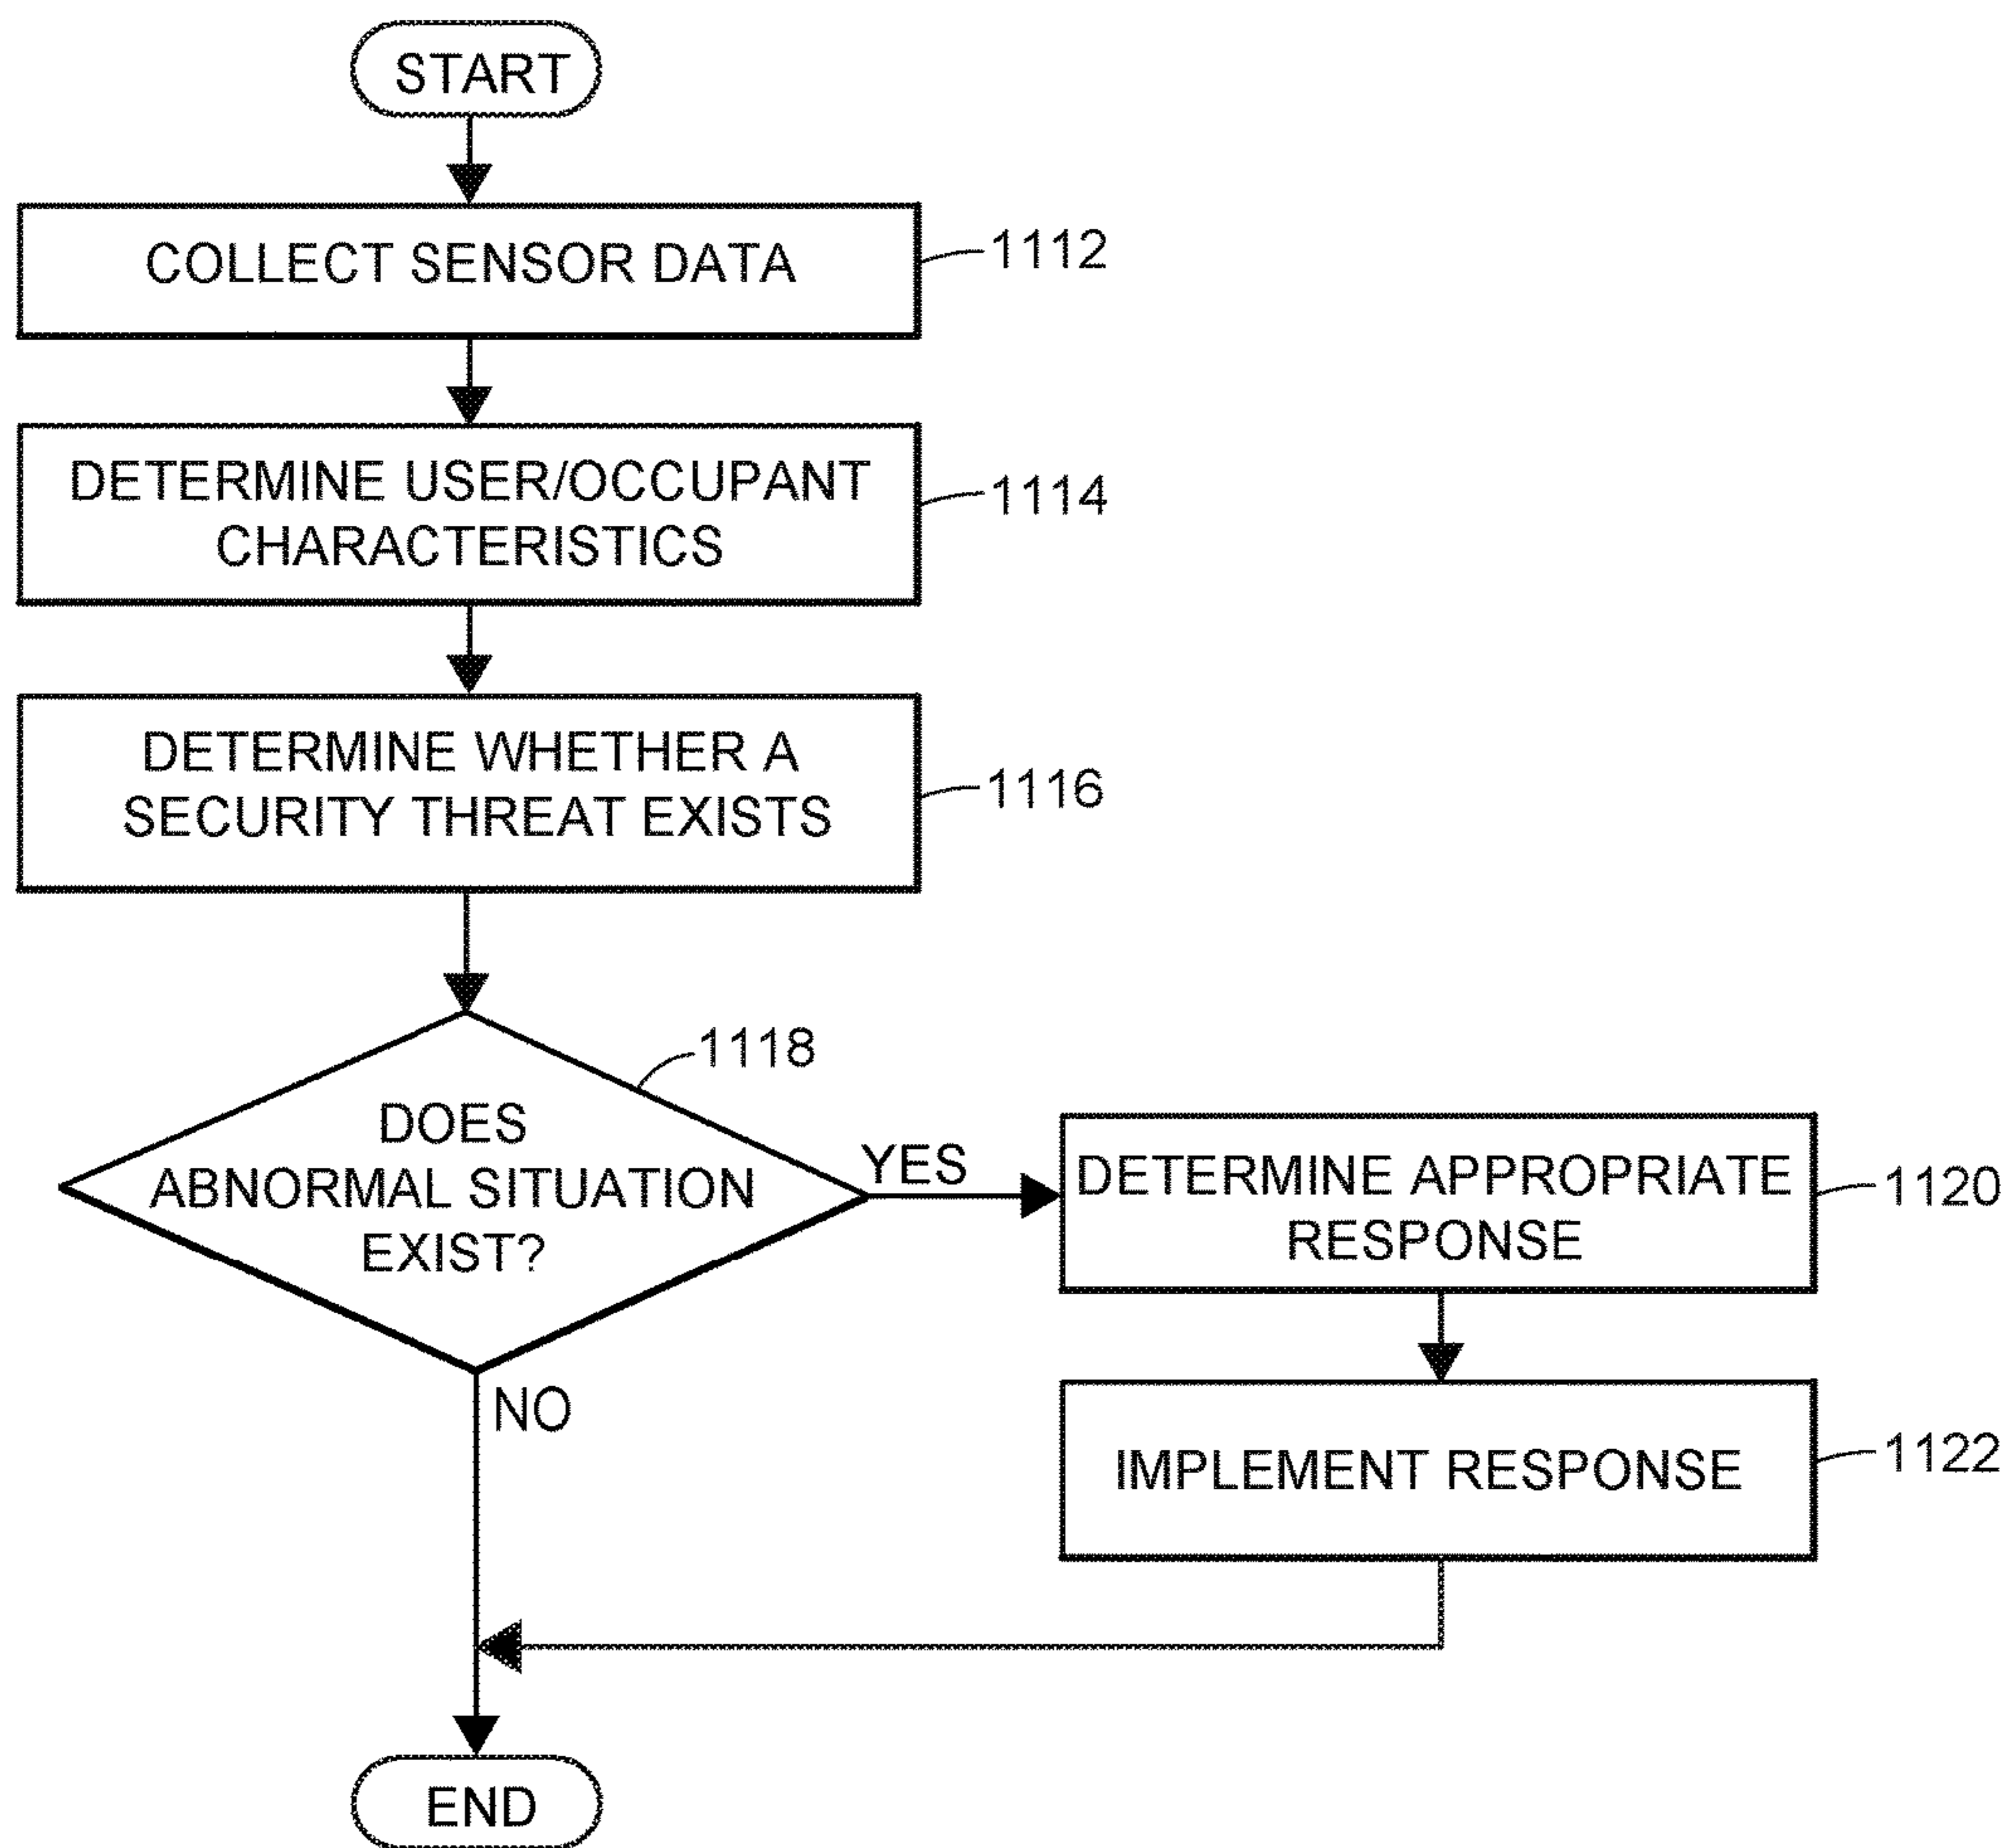 START
COLLECT SENSOR DATA
1112
DETERMINE USER/OCCUPANT
CHARACTERISTICS
1114
DETERMINE WHETHER A
SECURITY THREAT EXISTS
1116
1118
DOES
ABNORMAL SITUATION
EXIST?
YES
DETERMINE APPROPRIATE
RESPONSE
1120
NO
IMPLEMENT RESPONSE
1122
END